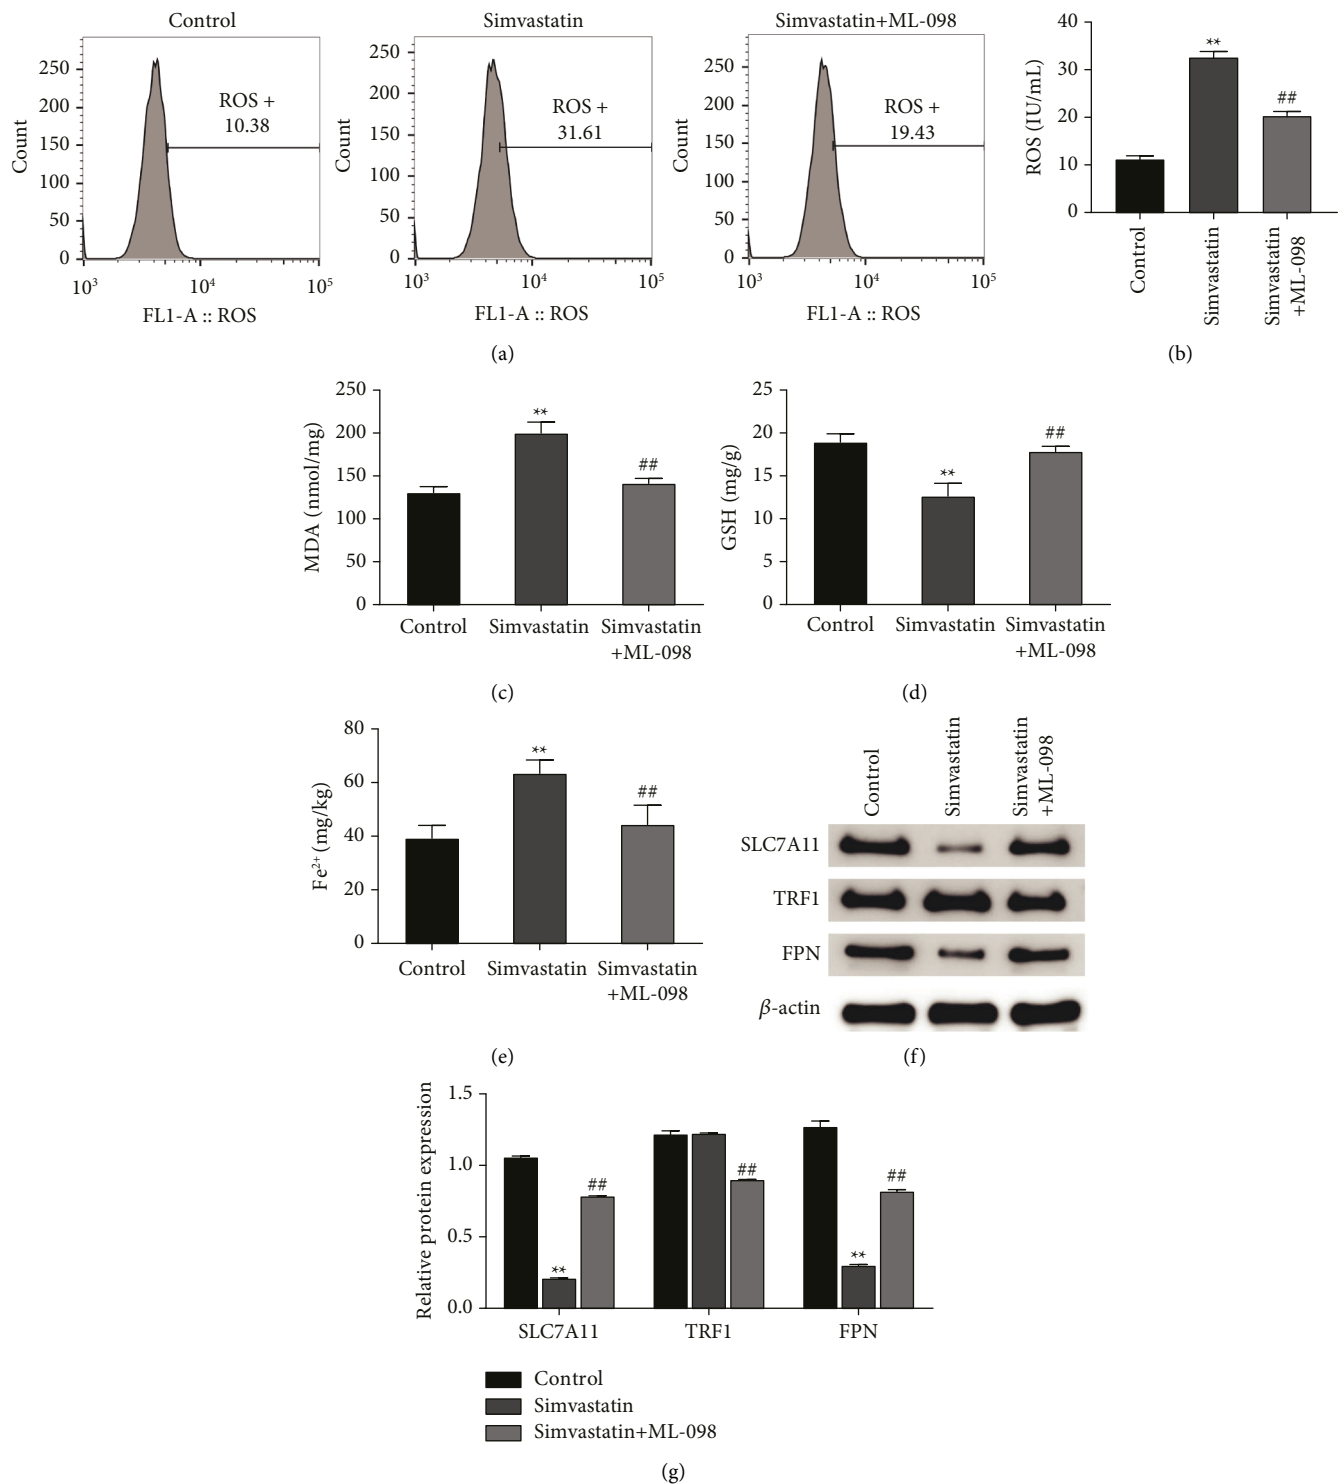 Control
Simvastatin
Simvastatin+ML-098
Count
250
200
150
100
50
0
ROS +
10.38
10³ 10⁴ 10⁵
FL1-A :: ROS
Count
250
200
150
100
50
0
ROS +
31.61
10³ 10⁴ 10⁵
FL1-A :: ROS
Count
250
200
150
100
50
0
ROS +
19.43
10³ 10⁴ 10⁵
FL1-A :: ROS
(a)
ROS (IU/mL)
40
30
20
10
0
**
##
Control
Simvastatin
Simvastatin
+ML-098
(b)
MDA (nmol/mg)
250
200
150
100
50
0
**
##
Control
Simvastatin
Simvastatin
+ML-098
(c)
GSH (mg/g)
25
20
15
10
5
0
**
##
Control
Simvastatin
Simvastatin
+ML-098
(d)
Fe²⁺ (mg/kg)
80
60
40
20
0
**
##
Control
Simvastatin
Simvastatin
+ML-098
(e)
Control
Simvastatin
Simvastatin
+ML-098
SLC7A11
TRF1
FPN
β-actin
(f)
Relative protein expression
1.5
1.0
0.5
0.0
**
##
##
**
##
SLC7A11
TRF1
FPN
Control
Simvastatin
Simvastatin+ML-098
(g)